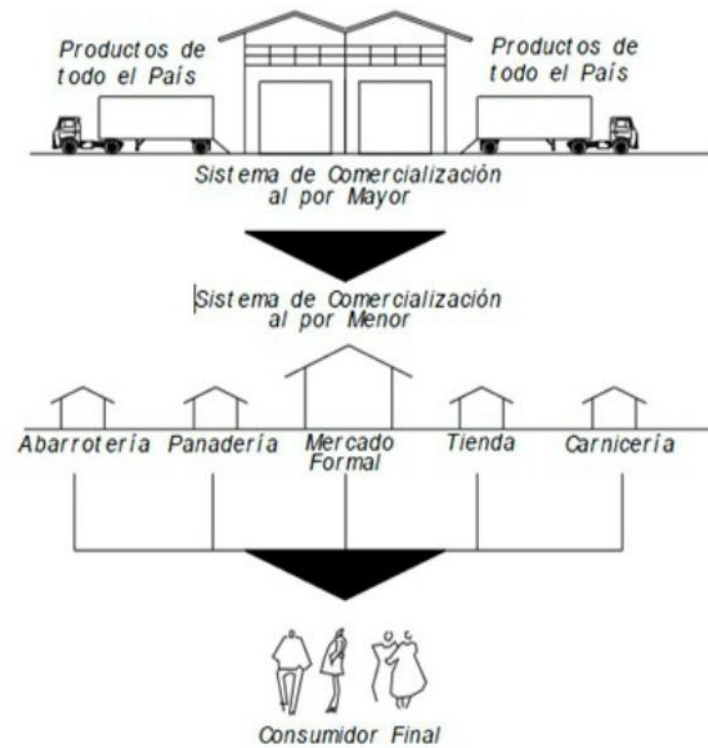 Productos de
todo el País
Productos de
todo el País
Sistema de Comercialización
al por Mayor
Sistema de Comercialización
al por Menor
Abarrotería
Panadería
Mercado
Formal
Tienda
Carnicería
Consumidor Final